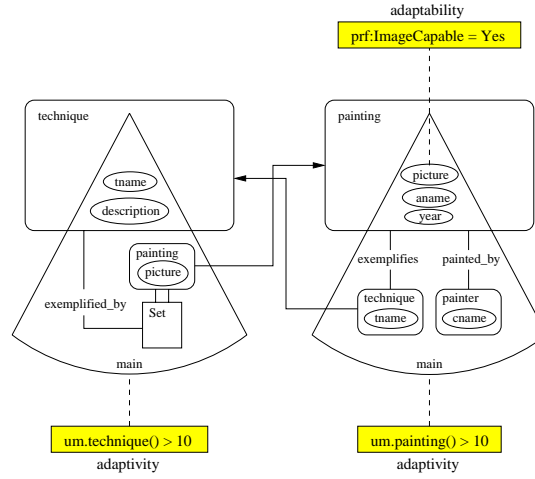 adaptability
prf:ImageCapable = Yes
technique
tname
description
painting
picture
exemplified_by
Set
main
um.technique() > 10
adaptivity
painting
picture
aname
year
exemplifies
painted_by
technique
tname
painter
cname
main
um.painting() > 10
adaptivity